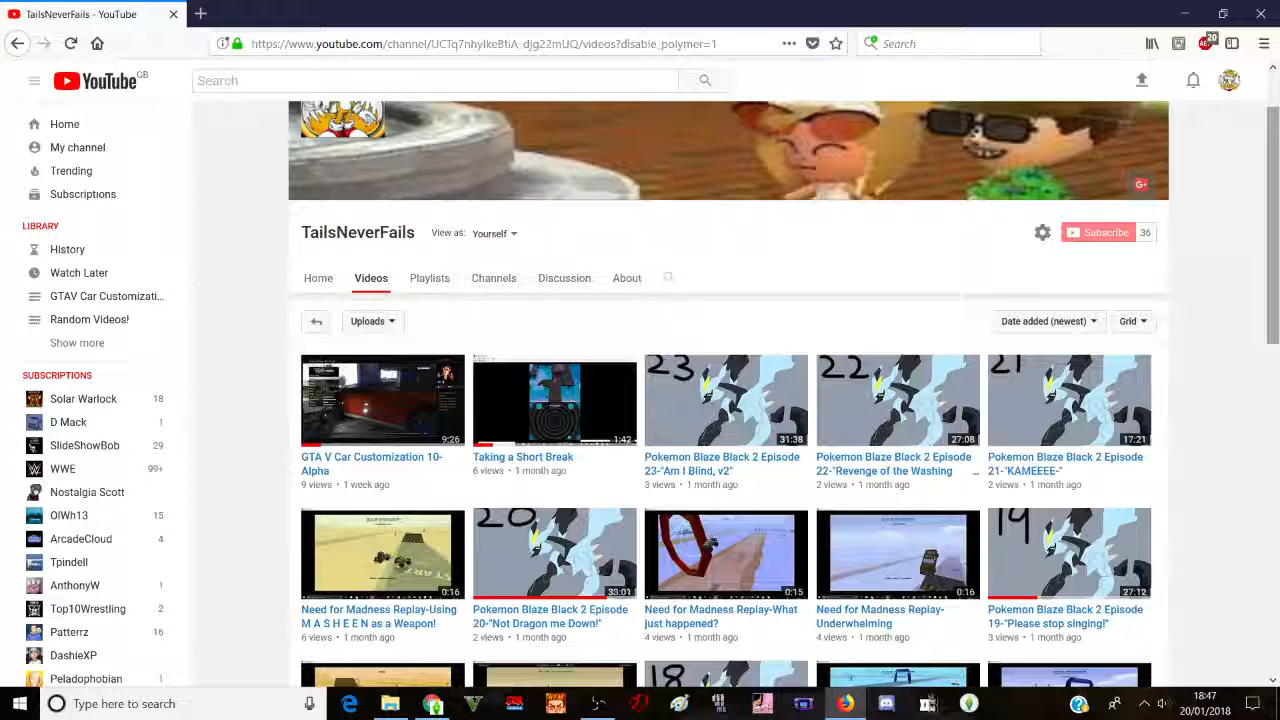 TailsNeverFails - YouTube
https://www.youtube.com/channel/UCTq7nhyIkeBtiA_djg22mUQ/videos?disable_polymer=1
Search
20
YouTube GB
Search
Home
My channel
Trending
Subscriptions
LIBRARY
History
Watch Later
GTAV Car Customizati...
Random Videos!
Show more
SUBSCRIPTIONS
Solar Warlock 18
D Mack 1
SlideShowBob 29
WWE 99+
Nostalgia Scott
OlWh13 15
ArcadeCloud 4
Tpindell
AnthonyW 1
Top10Wrestling 2
Patterrz 16
DashieXP
Peladophobian 1
G+
TailsNeverFails View as: Yourself
Subscribe 36
Home Videos Playlists Channels Discussion About
Uploads Date added (newest) Grid
9:26 1:42 23 31:38 22 27:08 21 17:21
GTA V Car Customization 10-
Alpha
9 views • 1 week ago
Taking a Short Break
6 views • 1 month ago
Pokemon Blaze Black 2 Episode
23-"Am I Blind, v2"
3 views • 1 month ago
Pokemon Blaze Black 2 Episode
22-"Revenge of the Washing ...
2 views • 1 month ago
Pokemon Blaze Black 2 Episode
21-"KAMEEEE-"
2 views • 1 month ago
0:16 20 33:01 0:15 0:16 19 27:12
Need for Madness Replay-Using
M A S H E E N as a Weapon!
6 views • 1 month ago
Pokemon Blaze Black 2 Episode
20-"Not Dragon me Down!"
2 views • 1 month ago
Need for Madness Replay-What
just happened?
4 views • 1 month ago
Need for Madness Replay-
Underwhelming
4 views • 1 month ago
Pokemon Blaze Black 2 Episode
19-"Please stop singing!"
3 views • 1 month ago
18
Type here to search
18:47
20/01/2018